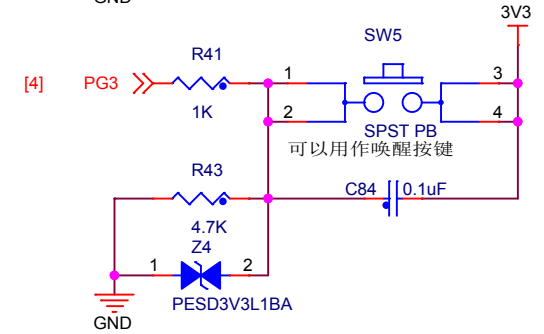 GND
3V3
SW5
R41
[4] PG3
1K
1
2
3
4
SPST PB
可以用作唤醒按键
R43
4.7K
C84 0.1uF
Z4
1
2
PESD3V3L1BA
GND